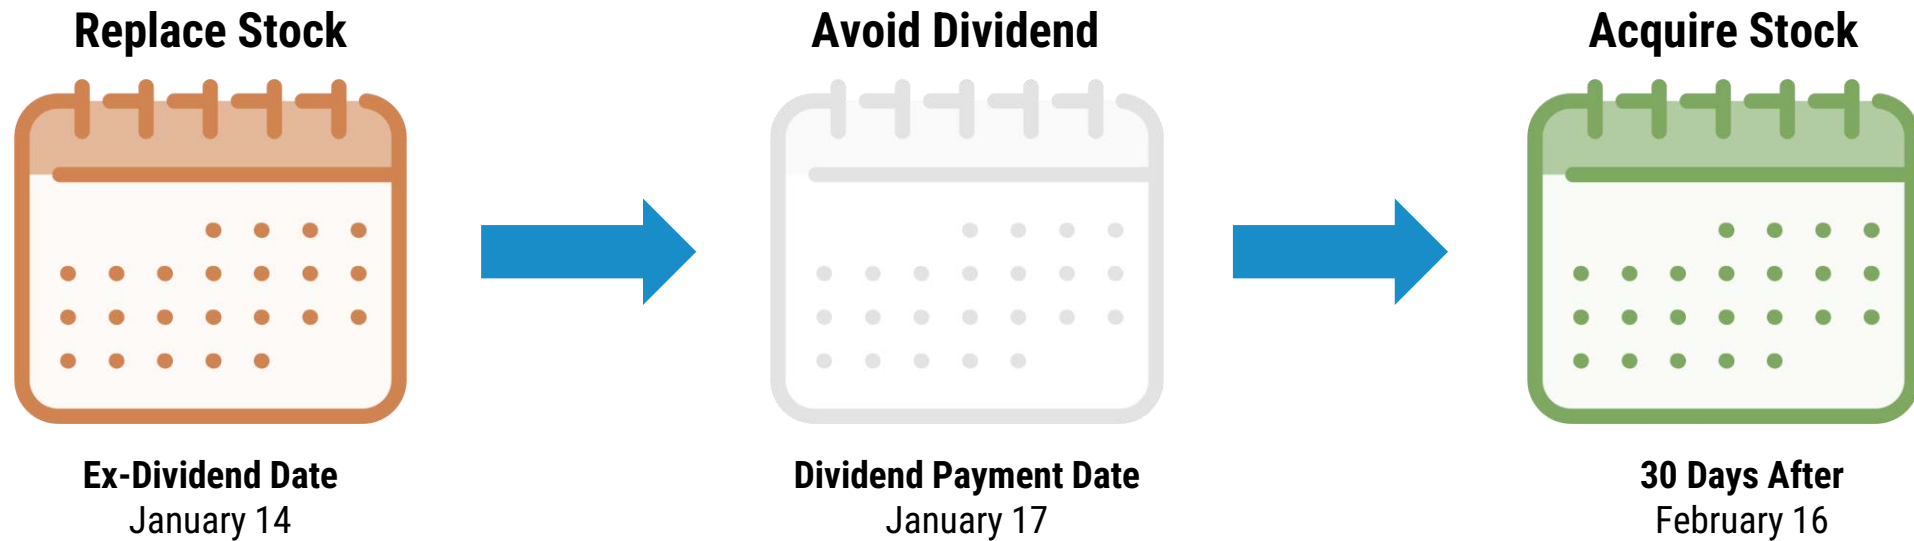 Replace Stock
Avoid Dividend
Acquire Stock
Ex-Dividend Date
January 14
Dividend Payment Date
January 17
30 Days After
February 16